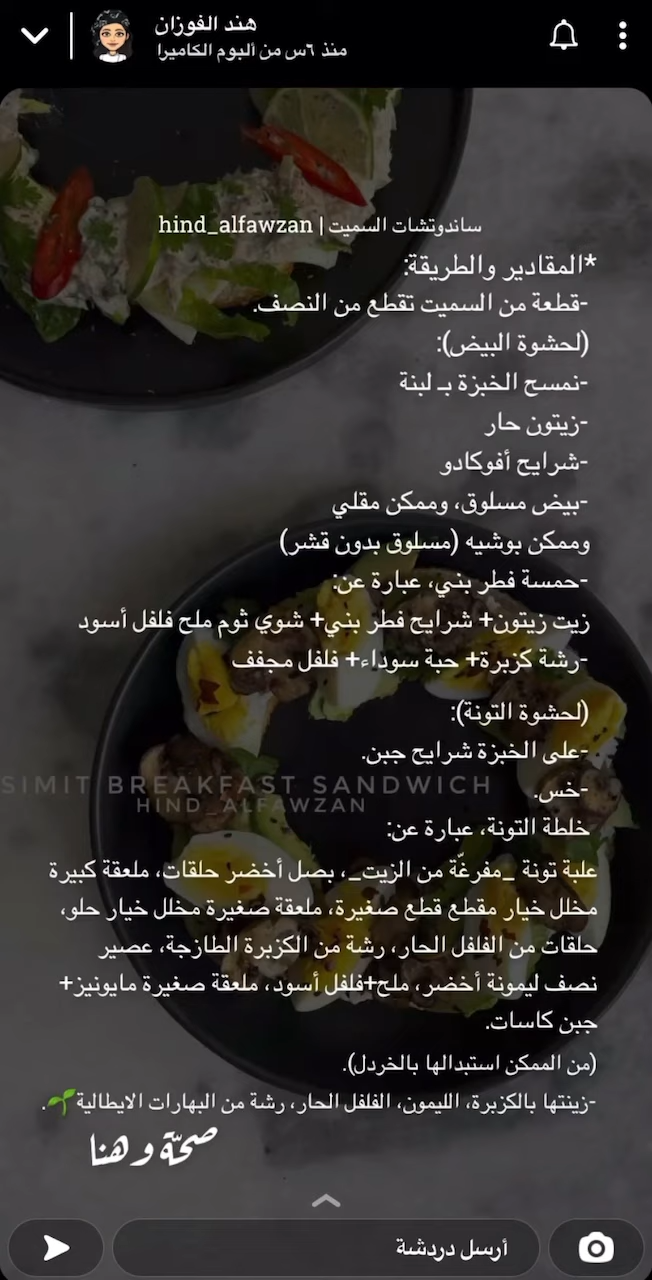 هند الفوزان
منذ ٦س من ألبوم الكاميرا
ساندوتشات السميت | hind_alfawzan
*المقادير والطريقة:
-قطعة من السميت تقطع من النصف.
(لحشوة البيض):
-نمسح الخبزة بـ لبنة
-زيتون حار
-شرايح أفوكادو
-بيض مسلوق، وممكن مقلي
وممكن بوشيه (مسلوق بدون قشر)
-حمسة فطر بني، عبارة عن:
زيت زيتون+ شرايح فطر بني+ شوي ثوم ملح فلفل أسود
-رشة كزبرة+ حبة سوداء+ فلفل مجفف
(لحشوة التونة):
-على الخبزة شرايح جبن.
-خس.
SIMIT BREAKFAST SANDWICH
HIND_ALFAWZAN
خلطة التونة، عبارة عن:
علبة تونة _مفرغّة من الزيت_، بصل أخضر حلقات، ملعقة كبيرة
مخلل خيار مقطع قطع صغيرة، ملعقة صغيرة مخلل خيار حلو،
حلقات من الفلفل الحار، رشة من الكزبرة الطازجة، عصير
نصف ليمونة أخضر، ملح+فلفل أسود، ملعقة صغيرة مايونيز+
جبن كاسات.
(من الممكن استبدالها بالخردل).
-زينتها بالكزبرة، الليمون، الفلفل الحار، رشة من البهارات الايطالية🌱.
صحّة و هنا
أرسل دردشة